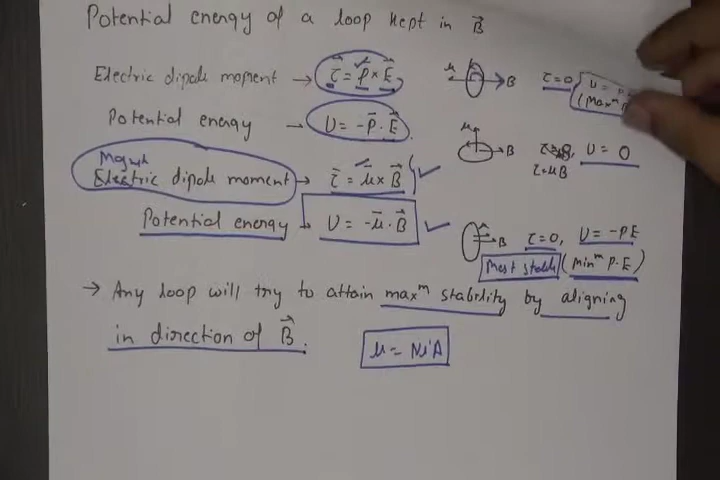 Potential energy of a loop kept in B⃗
Electric dipole moment → τ⃗ = p⃗ × E⃗
μ B τ=0 U =
(Max^m
Potential energy → U = -p⃗ · E⃗
μ B U = 0
τ=μB
Magnetic
Electric dipole moment → τ⃗ = μ⃗ × B⃗
Potential energy → U = -μ⃗ · B⃗
μ B τ=0, U = -PE
Most stable (min^m P.E)
→ Any loop will try to attain max^m stability by aligning
in direction of B⃗.
μ = NiA